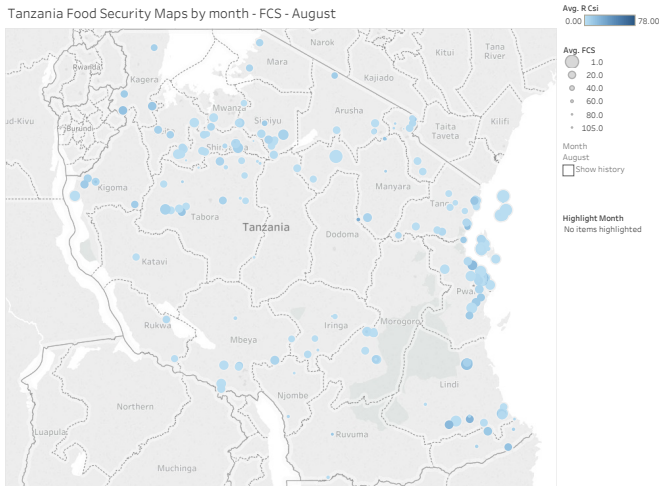 Tanzania Food Security Maps by month - FCS - August
Avg. R Csi
0.00 78.00
Avg. FCS
1.0
20.0
40.0
60.0
80.0
105.0
Month
August
Show history
Highlight Month
No items highlighted
Narok
Kitui
Tana
River
Mara
Kajiado
Rwanda
Kagera
Mwanza
Arusha
Kilifi
ud-Kivu
Burundi
Simiyu
Taita
Taveta
Kigoma
Manyara
Tabora
Tanzania
Dodoma
Katavi
Pwa
Rukwa
Mbeya
Iringa
Morogoro
Njombe
Lindi
Northern
Luapula
Ruvuma
Muchinga